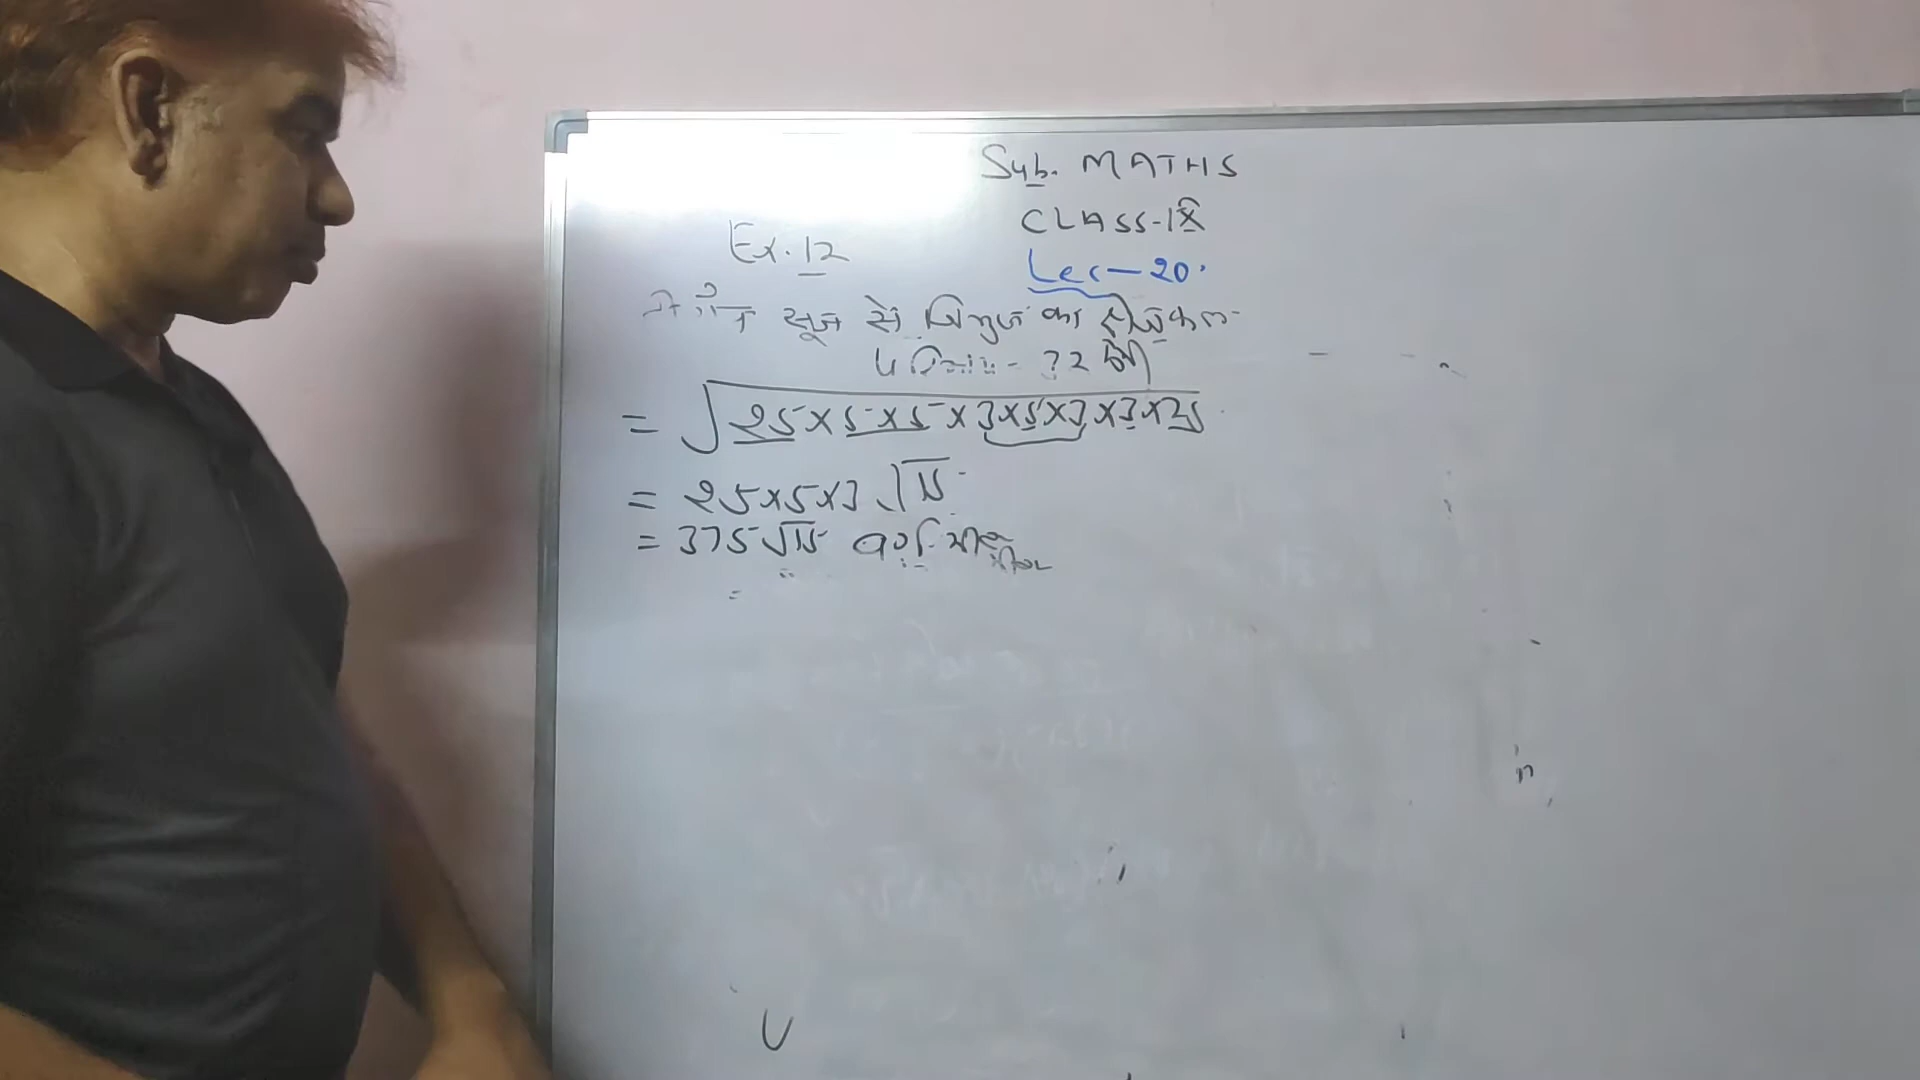 Sub. MATHS
CLASS-IX
Lec-20.
Ex. 12
सूत्र से त्रिभुज का क्षेत्रफल
= √25×5×5×3×5×3×3×25
= 25×5×3 √15
= 375√15 वर्ग